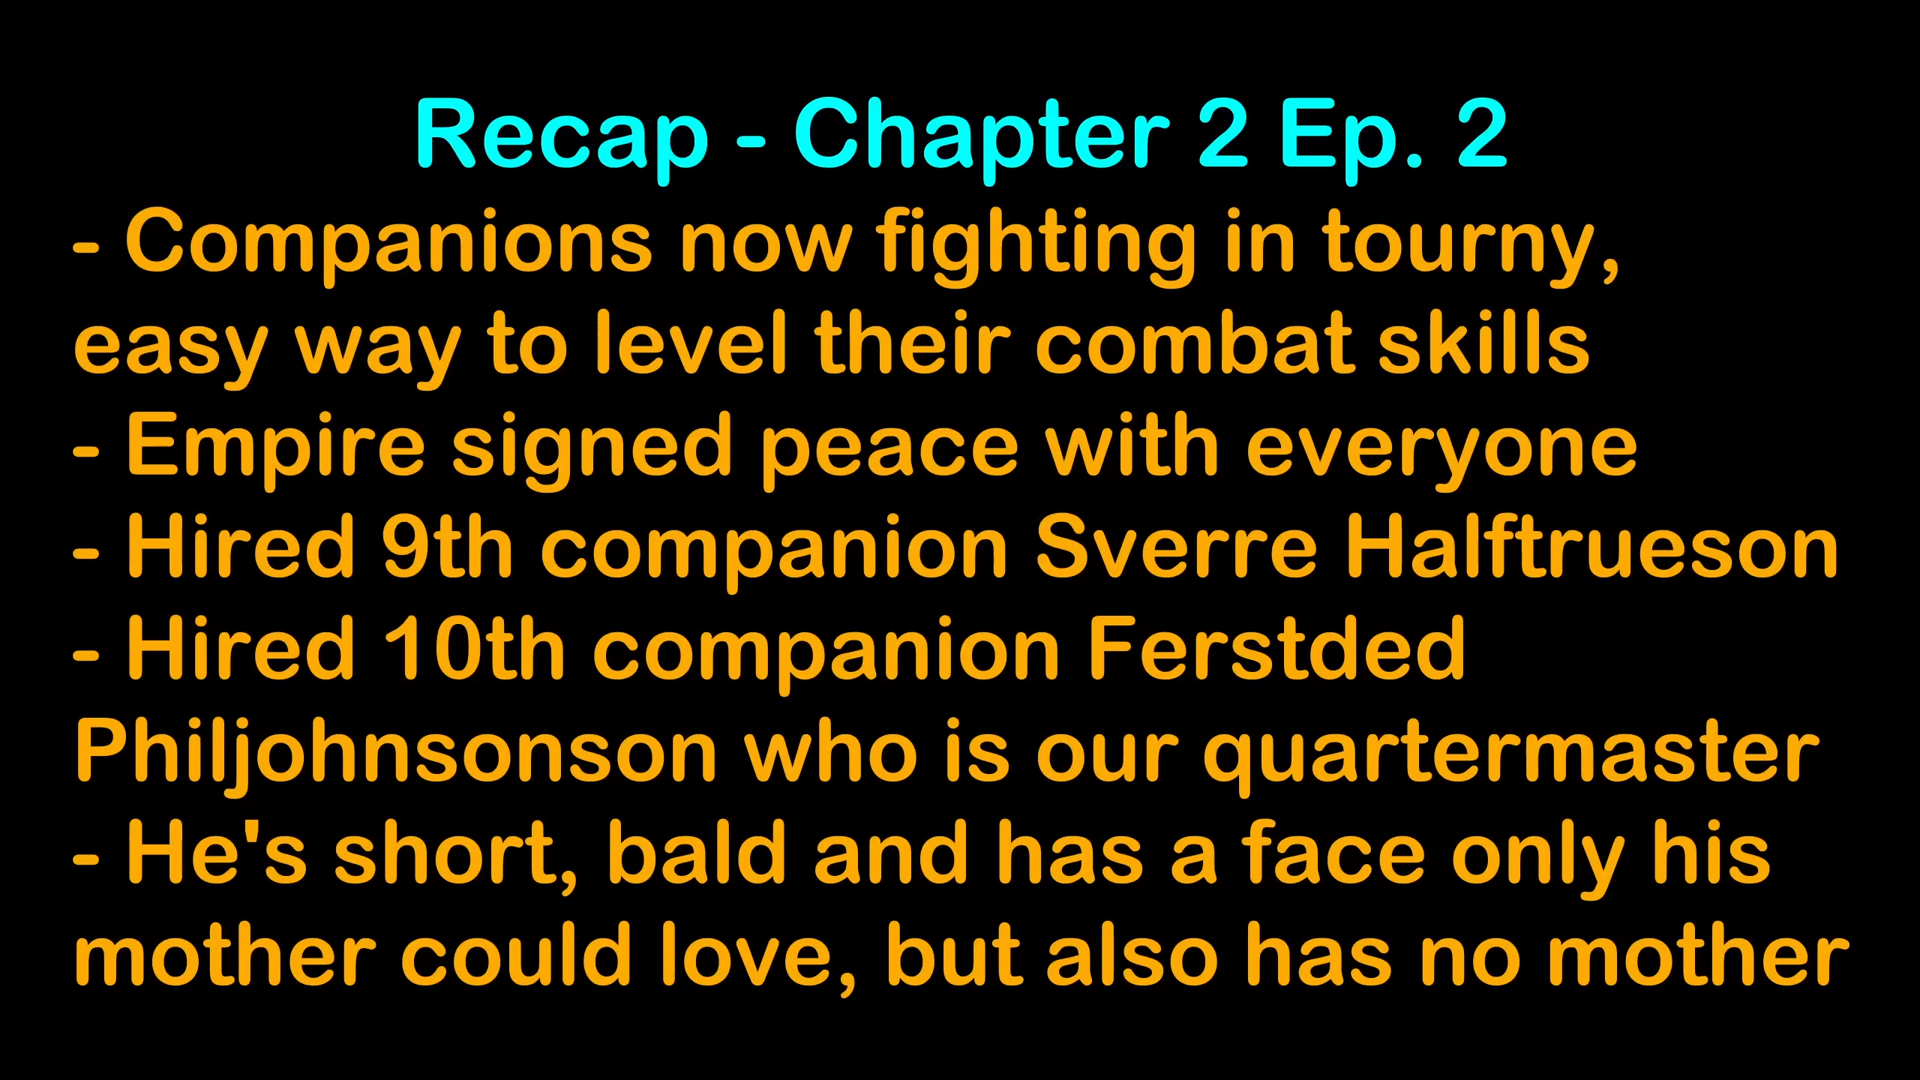 Recap - Chapter 2 Ep. 2
- Companions now fighting in tourny,
easy way to level their combat skills
- Empire signed peace with everyone
- Hired 9th companion Sverre Halftrueson
- Hired 10th companion Ferstded
Philjohnsonson who is our quartermaster
- He's short, bald and has a face only his
mother could love, but also has no mother